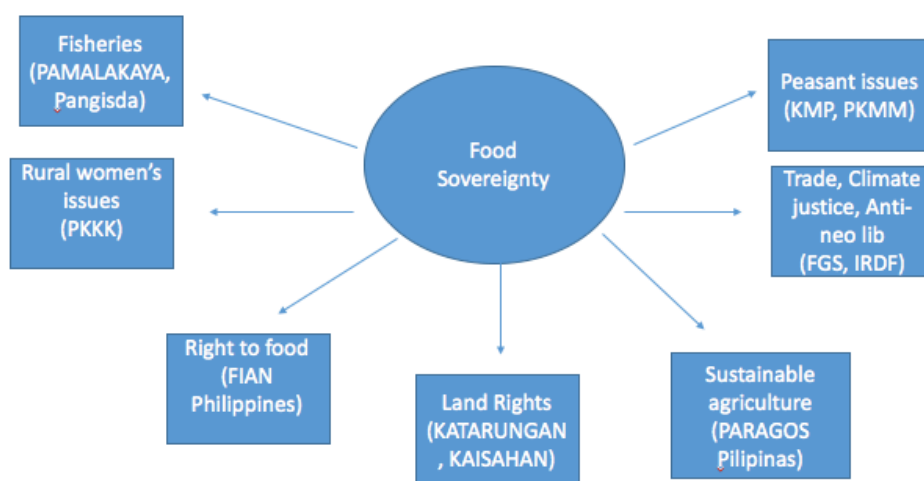 Fisheries
(PAMALAKAYA,
Pangisda)
Food
Sovereignty
Peasant issues
(KMP, PKMM)
Rural women's
issues
(PKKK)
Trade, Climate
justice, Anti-
neo lib
(FGS, IRDF)
Right to food
(FIAN
Philippines)
Land Rights
(KATARUNGAN
, KAISAHAN)
Sustainable
agriculture
(PARAGOS
Pilipinas)